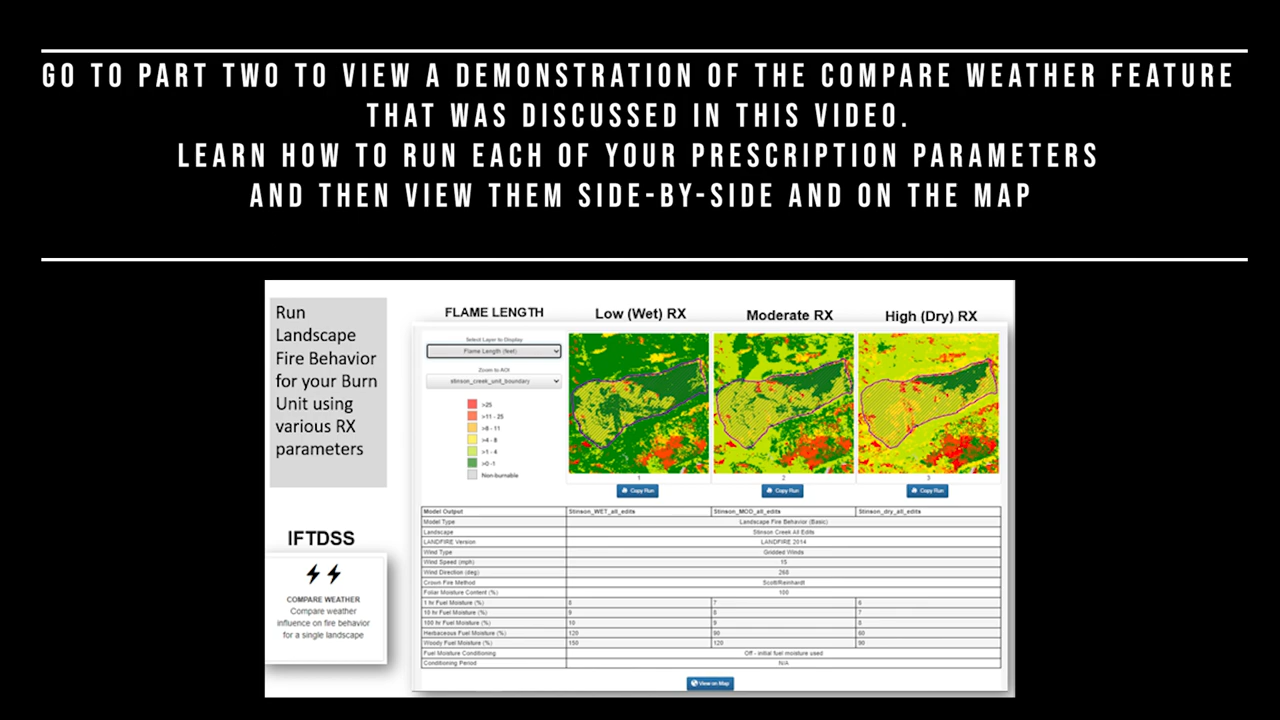 GO TO PART TWO TO VIEW A DEMONSTRATION OF THE COMPARE WEATHER FEATURE
THAT WAS DISCUSSED IN THIS VIDEO.
LEARN HOW TO RUN EACH OF YOUR PRESCRIPTION PARAMETERS
AND THEN VIEW THEM SIDE-BY-SIDE AND ON THE MAP
Run
Landscape
Fire Behavior
for your Burn
Unit using
various RX
parameters
IFTDSS
COMPARE WEATHER
Compare weather
influence on fire behavior
for a single landscape
FLAME LENGTH Low (Wet) RX Moderate RX High (Dry) RX
Select Layer to Display
Flame Length (feet)
Zoom to AOI
stinson_creek_unit_boundary
>25
>11 - 25
>8 - 11
>4 - 8
>1 - 4
>0 -1
Non-burnable
1 2 3
Copy Run Copy Run Copy Run
Model Output Stinson_WET_all_edits Stinson_MOD_all_edits Stinson_dry_all_edits
Model Type Landscape Fire Behavior (Basic)
Landscape Stinson Creek All Edits
LANDFIRE Version LANDFIRE 2014
Wind Type Gridded Winds
Wind Speed (mph) 15
Wind Direction (deg) 268
Crown Fire Method Scott/Reinhardt
Foliar Moisture Content (%) 100
1 hr Fuel Moisture (%) 8 7 6
10 hr Fuel Moisture (%) 9 8 7
100 hr Fuel Moisture (%) 10 9 8
Herbaceous Fuel Moisture (%) 120 90 60
Woody Fuel Moisture (%) 150 120 90
Fuel Moisture Conditioning Off - initial fuel moisture used
Conditioning Period N/A
View on Map